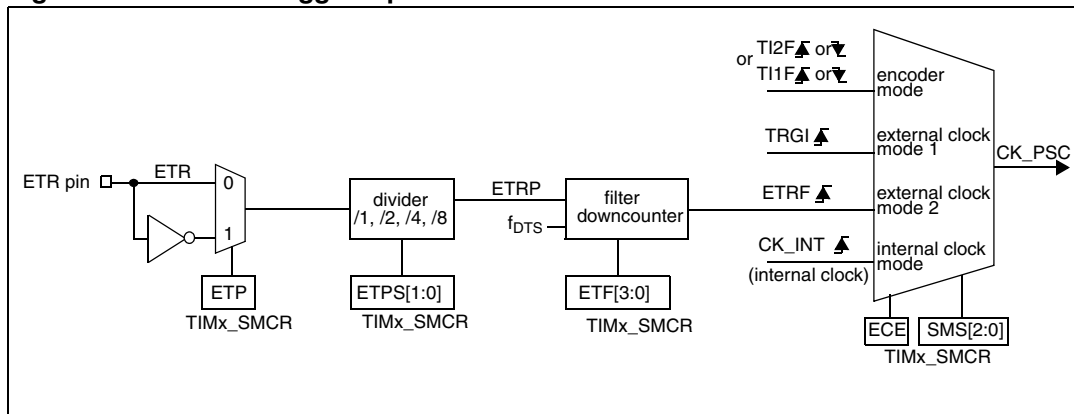 or TI2F or
TI1F or
encoder
mode
TRGI
external clock
mode 1
CK_PSC
ETR pin
ETR
0
1
divider
/1, /2, /4, /8
ETRP
fDTS
filter
downcounter
ETRF
external clock
mode 2
CK_INT
(internal clock)
internal clock
mode
ETP
TIMx_SMCR
ETPS[1:0]
TIMx_SMCR
ETF[3:0]
TIMx_SMCR
ECE
SMS[2:0]
TIMx_SMCR